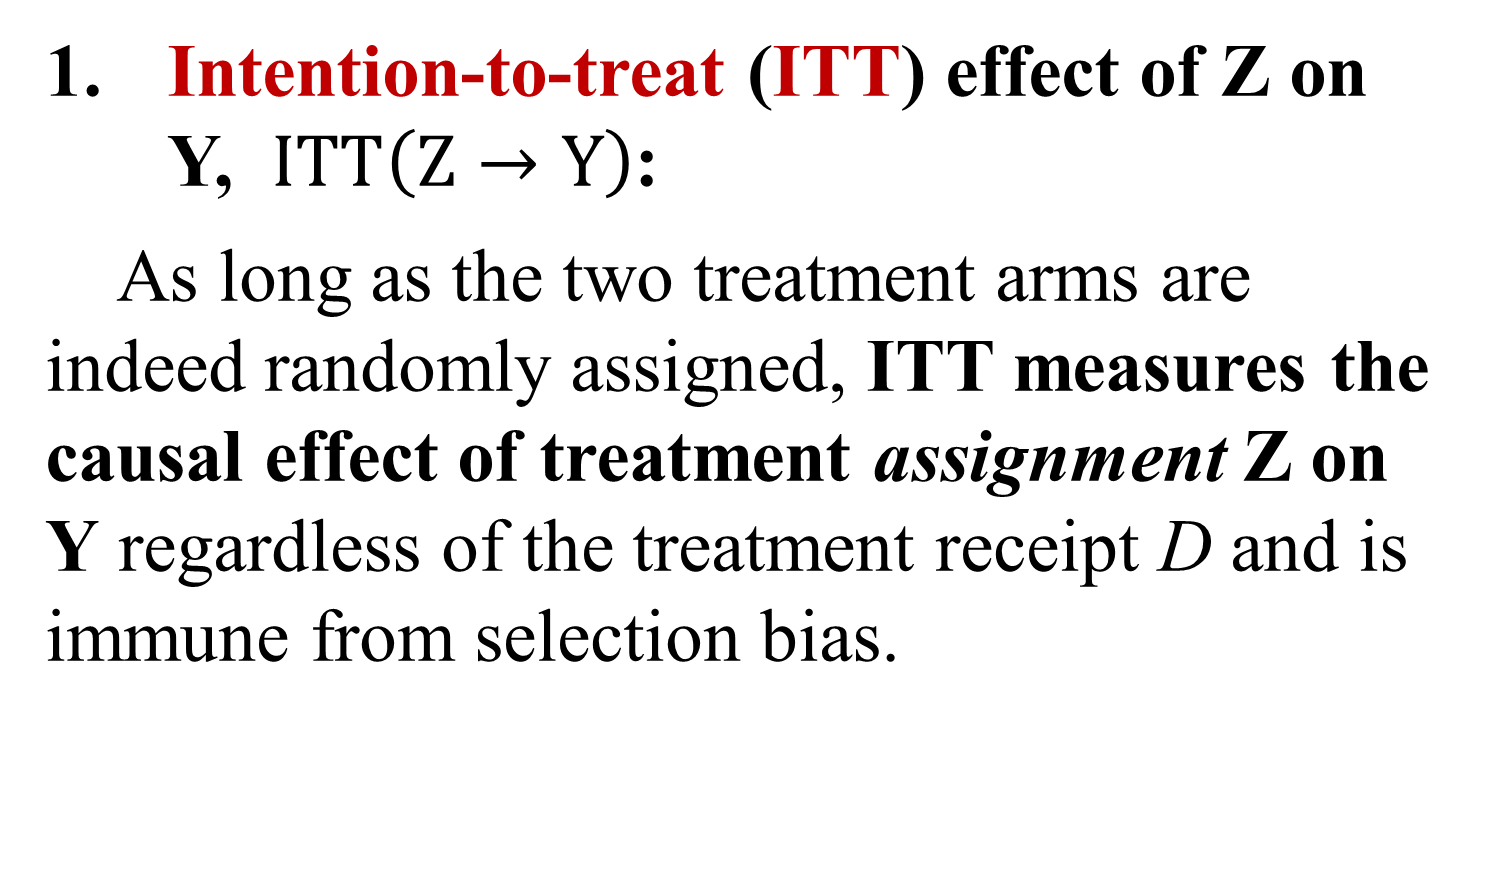 1. Intention-to-treat (ITT) effect of Z on
Y, ITT(Z → Y):
As long as the two treatment arms are
indeed randomly assigned, ITT measures the
causal effect of treatment assignment Z on
Y regardless of the treatment receipt D and is
immune from selection bias.